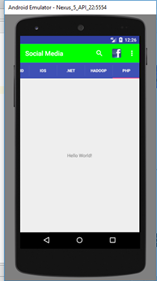 Android Emulator - Nexus_5_API_22:5554
12:26
Social Media
IOS .NET HADOOP PHP
Hello World!